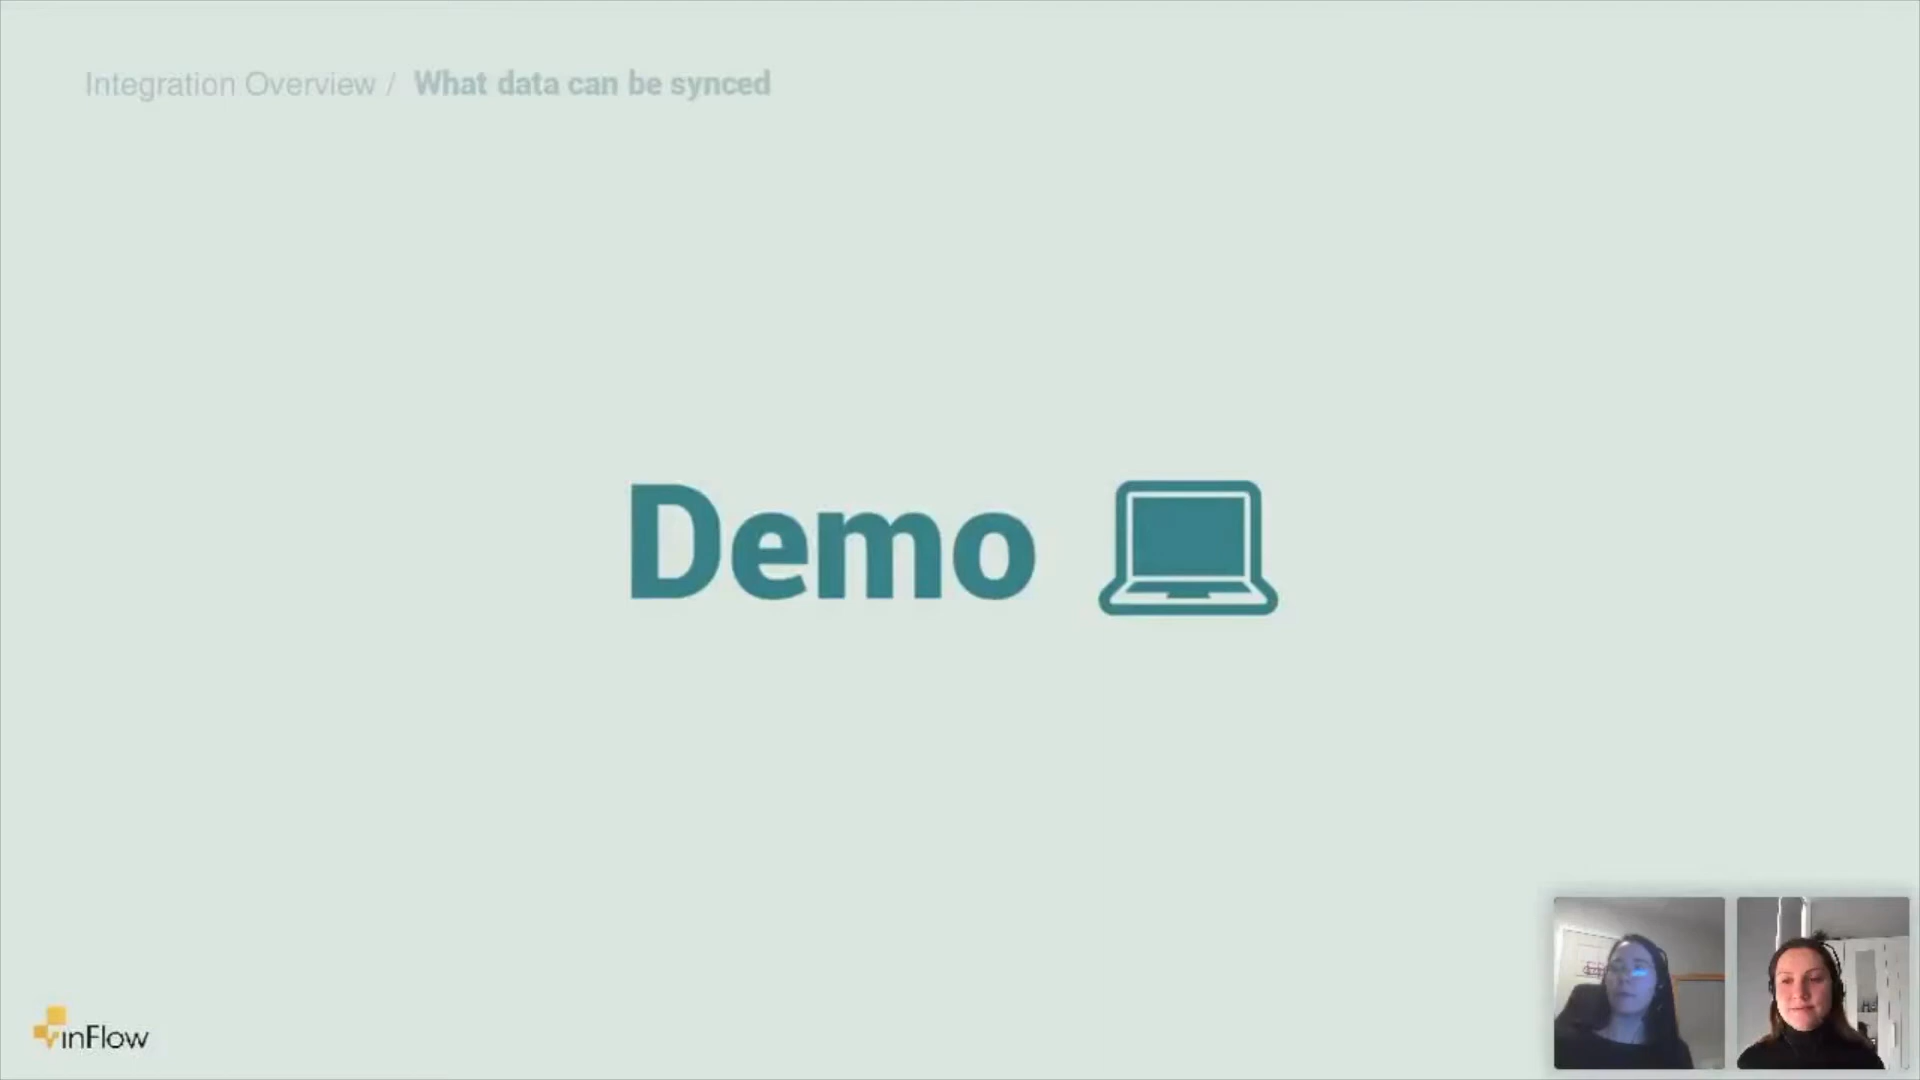 Integration Overview / What data can be synced
Demo
inFlow